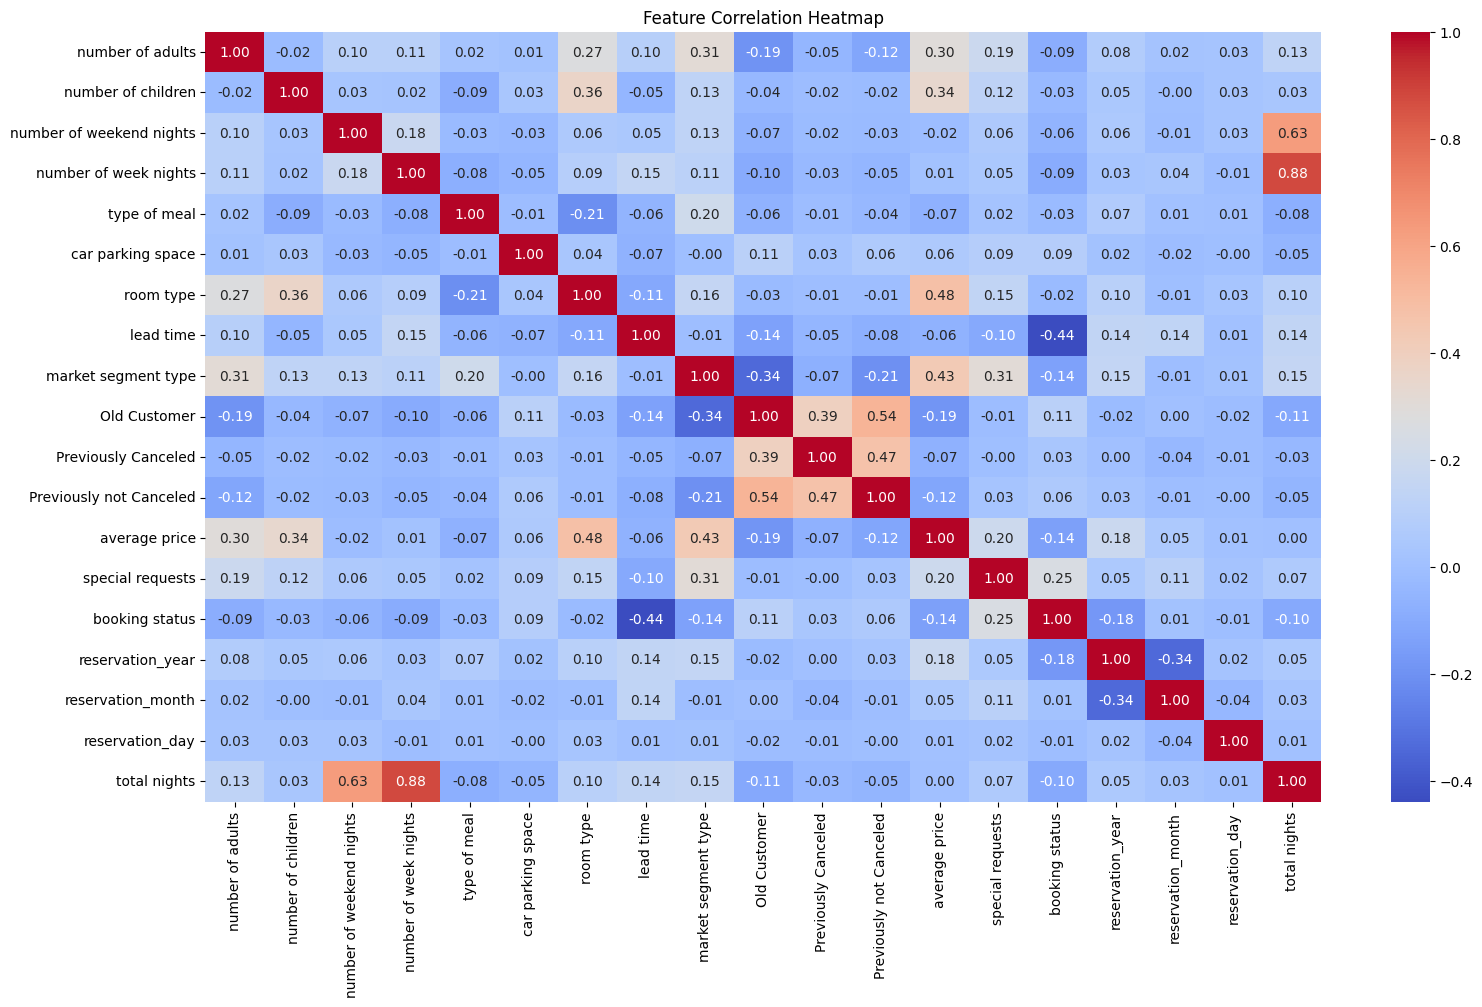 Feature Correlation Heatmap
number of adults 1.00 -0.02 0.10 0.11 0.02 0.01 0.27 0.10 0.31 -0.19 -0.05 -0.12 0.30 0.19 -0.09 0.08 0.02 0.03 0.13
number of children -0.02 1.00 0.03 0.02 -0.09 0.03 0.36 -0.05 0.13 -0.04 -0.02 -0.02 0.34 0.12 -0.03 0.05 -0.00 0.03 0.03
number of weekend nights 0.10 0.03 1.00 0.18 -0.03 -0.03 0.06 0.05 0.13 -0.07 -0.02 -0.03 -0.02 0.06 -0.06 0.06 -0.01 0.03 0.63
number of week nights 0.11 0.02 0.18 1.00 -0.08 -0.05 0.09 0.15 0.11 -0.10 -0.03 -0.05 0.01 0.05 -0.09 0.03 0.04 -0.01 0.88
type of meal 0.02 -0.09 -0.03 -0.08 1.00 -0.01 -0.21 -0.06 0.20 -0.06 -0.01 -0.04 -0.07 0.02 -0.03 0.07 0.01 0.01 -0.08
car parking space 0.01 0.03 -0.03 -0.05 -0.01 1.00 0.04 -0.07 -0.00 0.11 0.03 0.06 0.06 0.09 0.09 0.02 -0.02 -0.00 -0.05
room type 0.27 0.36 0.06 0.09 -0.21 0.04 1.00 -0.11 0.16 -0.03 -0.01 -0.01 0.48 0.15 -0.02 0.10 -0.01 0.03 0.10
lead time 0.10 -0.05 0.05 0.15 -0.06 -0.07 -0.11 1.00 -0.01 -0.14 -0.05 -0.08 -0.06 -0.10 -0.44 0.14 0.14 0.01 0.14
market segment type 0.31 0.13 0.13 0.11 0.20 -0.00 0.16 -0.01 1.00 -0.34 -0.07 -0.21 0.43 0.31 -0.14 0.15 -0.01 0.01 0.15
Old Customer -0.19 -0.04 -0.07 -0.10 -0.06 0.11 -0.03 -0.14 -0.34 1.00 0.39 0.54 -0.19 -0.01 0.11 -0.02 0.00 -0.02 -0.11
Previously Canceled -0.05 -0.02 -0.02 -0.03 -0.01 0.03 -0.01 -0.05 -0.07 0.39 1.00 0.47 -0.07 -0.00 0.03 0.00 -0.04 -0.01 -0.03
Previously not Canceled -0.12 -0.02 -0.03 -0.05 -0.04 0.06 -0.01 -0.08 -0.21 0.54 0.47 1.00 -0.12 0.03 0.06 0.03 -0.01 -0.00 -0.05
average price 0.30 0.34 -0.02 0.01 -0.07 0.06 0.48 -0.06 0.43 -0.19 -0.07 -0.12 1.00 0.20 -0.14 0.18 0.05 0.01 0.00
special requests 0.19 0.12 0.06 0.05 0.02 0.09 0.15 -0.10 0.31 -0.01 -0.00 0.03 0.20 1.00 0.25 0.05 0.11 0.02 0.07
booking status -0.09 -0.03 -0.06 -0.09 -0.03 0.09 -0.02 -0.44 -0.14 0.11 0.03 0.06 -0.14 0.25 1.00 -0.18 0.01 -0.01 -0.10
reservation_year 0.08 0.05 0.06 0.03 0.07 0.02 0.10 0.14 0.15 -0.02 0.00 0.03 0.18 0.05 -0.18 1.00 -0.34 0.02 0.05
reservation_month 0.02 -0.00 -0.01 0.04 0.01 -0.02 -0.01 0.14 -0.01 0.00 -0.04 -0.01 0.05 0.11 0.01 -0.34 1.00 -0.04 0.03
reservation_day 0.03 0.03 0.03 -0.01 0.01 -0.00 0.03 0.01 0.01 -0.02 -0.01 -0.00 0.01 0.02 -0.01 0.02 -0.04 1.00 0.01
total nights 0.13 0.03 0.63 0.88 -0.08 -0.05 0.10 0.14 0.15 -0.11 -0.03 -0.05 0.00 0.07 -0.10 0.05 0.03 0.01 1.00
number of adults
number of children
number of weekend nights
number of week nights
type of meal
car parking space
room type
lead time
market segment type
Old Customer
Previously Canceled
Previously not Canceled
average price
special requests
booking status
reservation_year
reservation_month
reservation_day
total nights
1.0
0.8
0.6
0.4
0.2
0.0
-0.2
-0.4